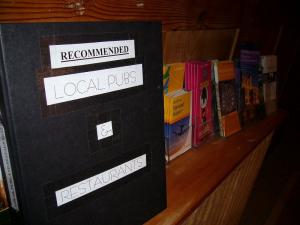 RECOMMENDED
LOCAL PUBS
&
RESTAURANTS